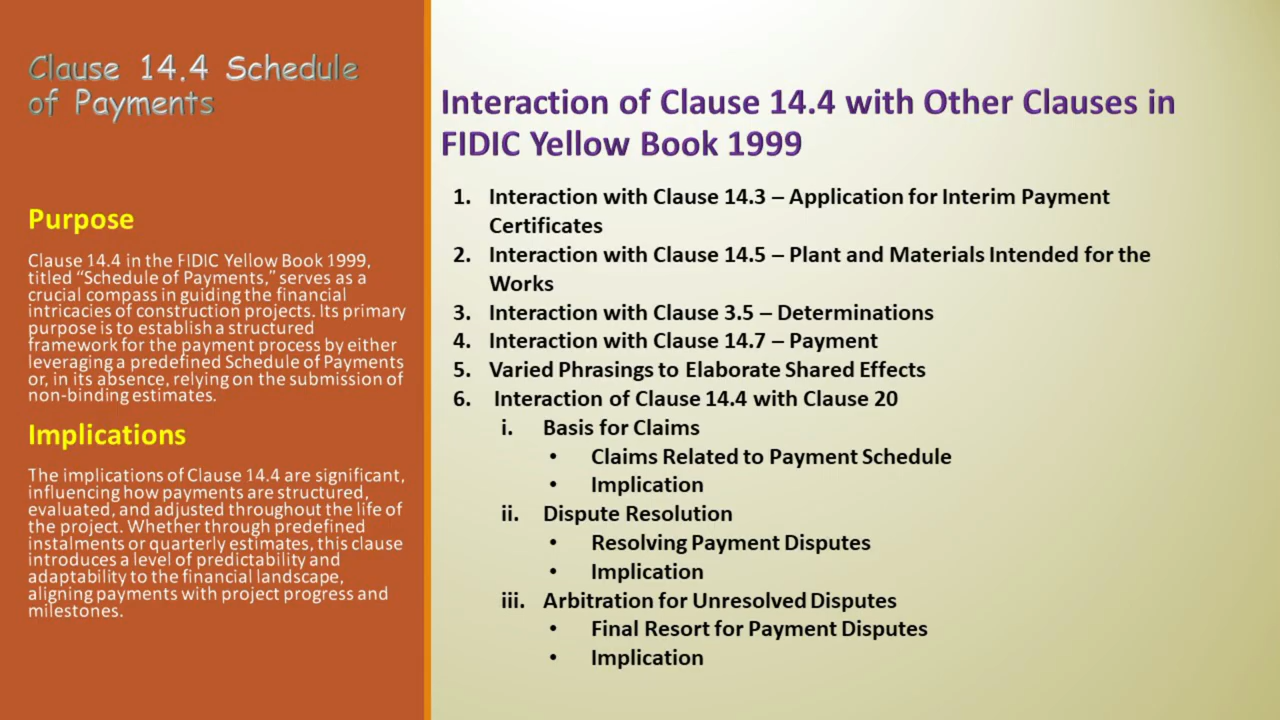 Clause 14.4 Schedule
of Payments
Purpose
Clause 14.4 in the FIDIC Yellow Book 1999,
titled “Schedule of Payments,” serves as a
crucial compass in guiding the financial
intricacies of construction projects. Its primary
purpose is to establish a structured
framework for the payment process by either
leveraging a predefined Schedule of Payments
or, in its absence, relying on the submission of
non-binding estimates.
Implications
The implications of Clause 14.4 are significant,
influencing how payments are structured,
evaluated, and adjusted throughout the life of
the project. Whether through predefined
instalments or quarterly estimates, this clause
introduces a level of predictability and
adaptability to the financial landscape,
aligning payments with project progress and
milestones.
Interaction of Clause 14.4 with Other Clauses in
FIDIC Yellow Book 1999
1. Interaction with Clause 14.3 – Application for Interim Payment
Certificates
2. Interaction with Clause 14.5 – Plant and Materials Intended for the
Works
3. Interaction with Clause 3.5 – Determinations
4. Interaction with Clause 14.7 – Payment
5. Varied Phrasings to Elaborate Shared Effects
6. Interaction of Clause 14.4 with Clause 20
i. Basis for Claims
• Claims Related to Payment Schedule
• Implication
ii. Dispute Resolution
• Resolving Payment Disputes
• Implication
iii. Arbitration for Unresolved Disputes
• Final Resort for Payment Disputes
• Implication